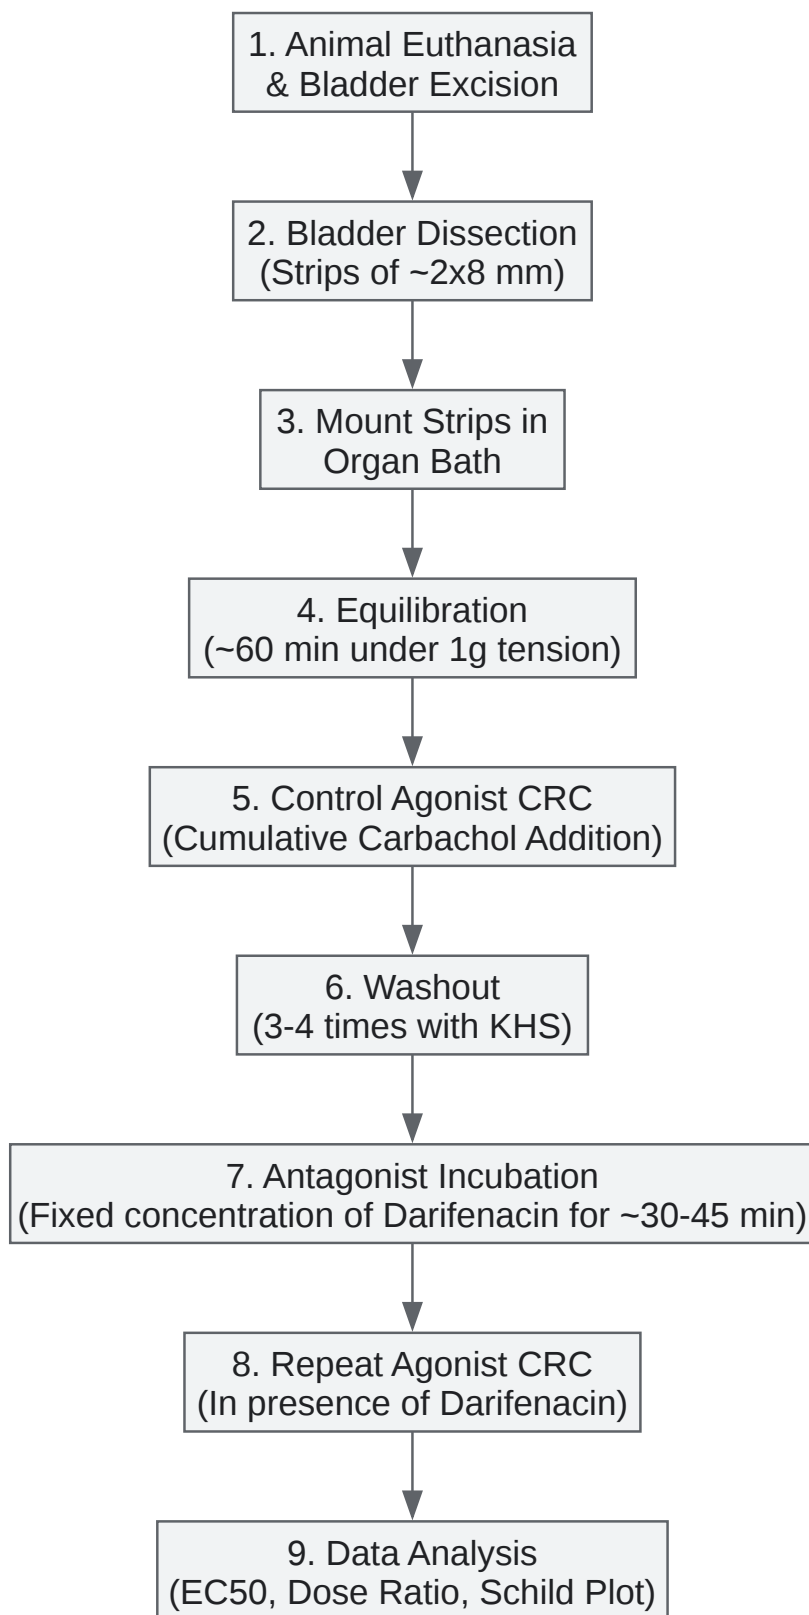 1. Animal Euthanasia
& Bladder Excision
2. Bladder Dissection
(Strips of ~2x8 mm)
3. Mount Strips in
Organ Bath
4. Equilibration
(~60 min under 1g tension)
5. Control Agonist CRC
(Cumulative Carbachol Addition)
6. Washout
(3-4 times with KHS)
7. Antagonist Incubation
(Fixed concentration of Darifenacin for ~30-45 min)
8. Repeat Agonist CRC
(In presence of Darifenacin)
9. Data Analysis
(EC50, Dose Ratio, Schild Plot)